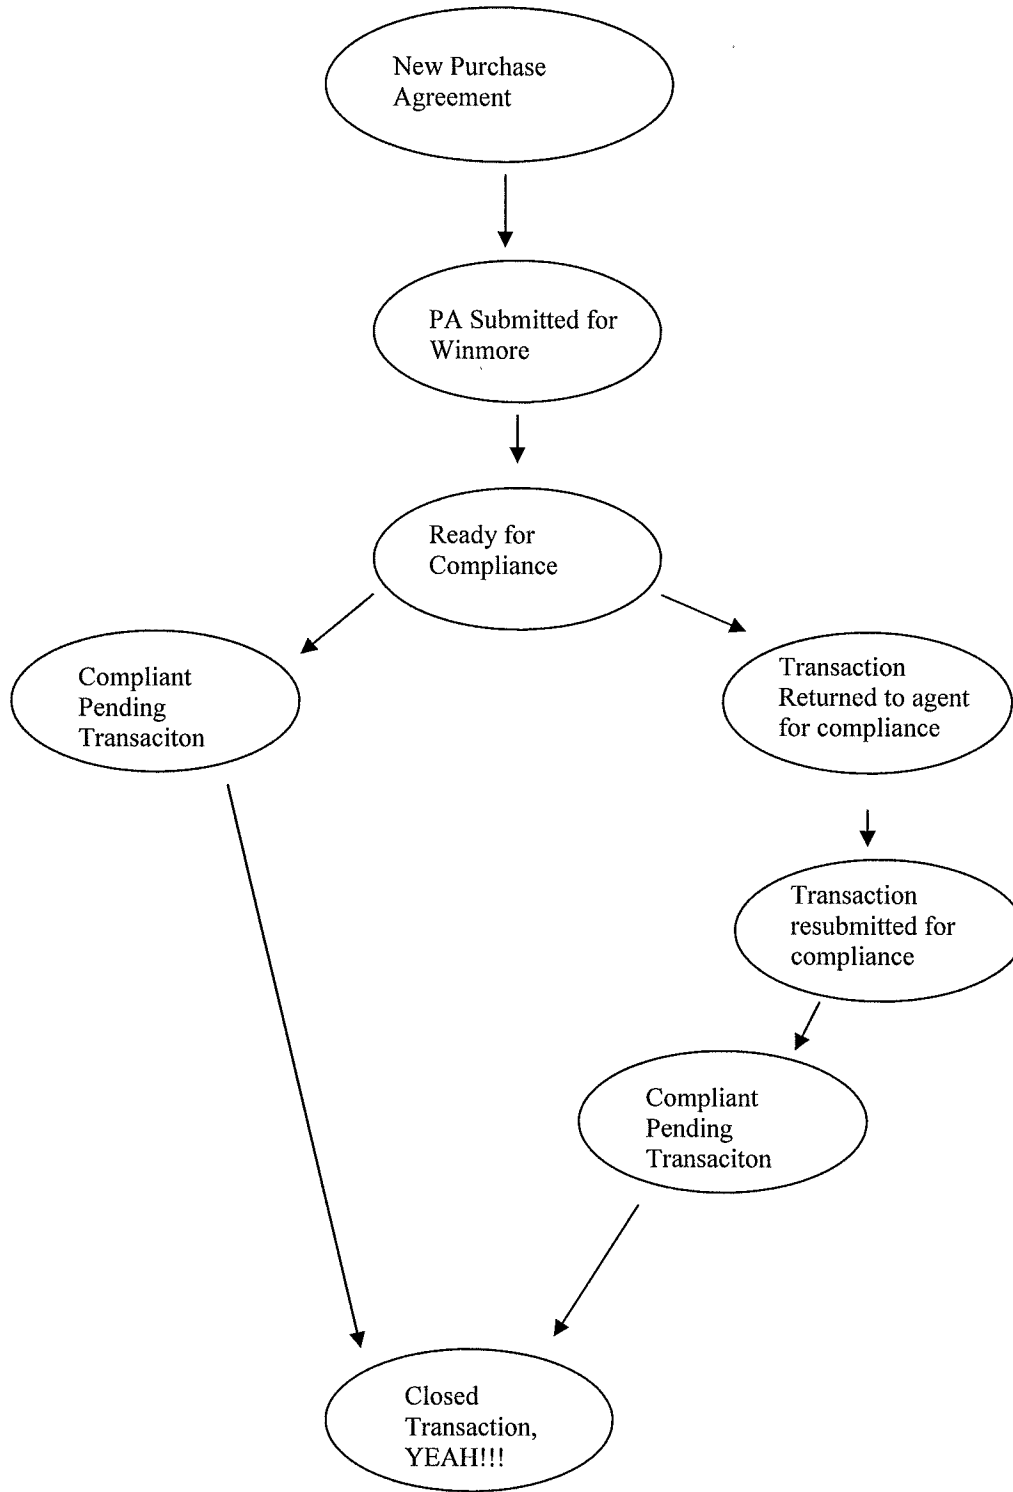 New Purchase
Agreement
PA Submitted for
Winmore
Ready for
Compliance
Compliant
Pending
Transaciton
Transaction
Returned to agent
for compliance
Transaction
resubmitted for
compliance
Compliant
Pending
Transaciton
Closed
Transaction,
YEAH!!!